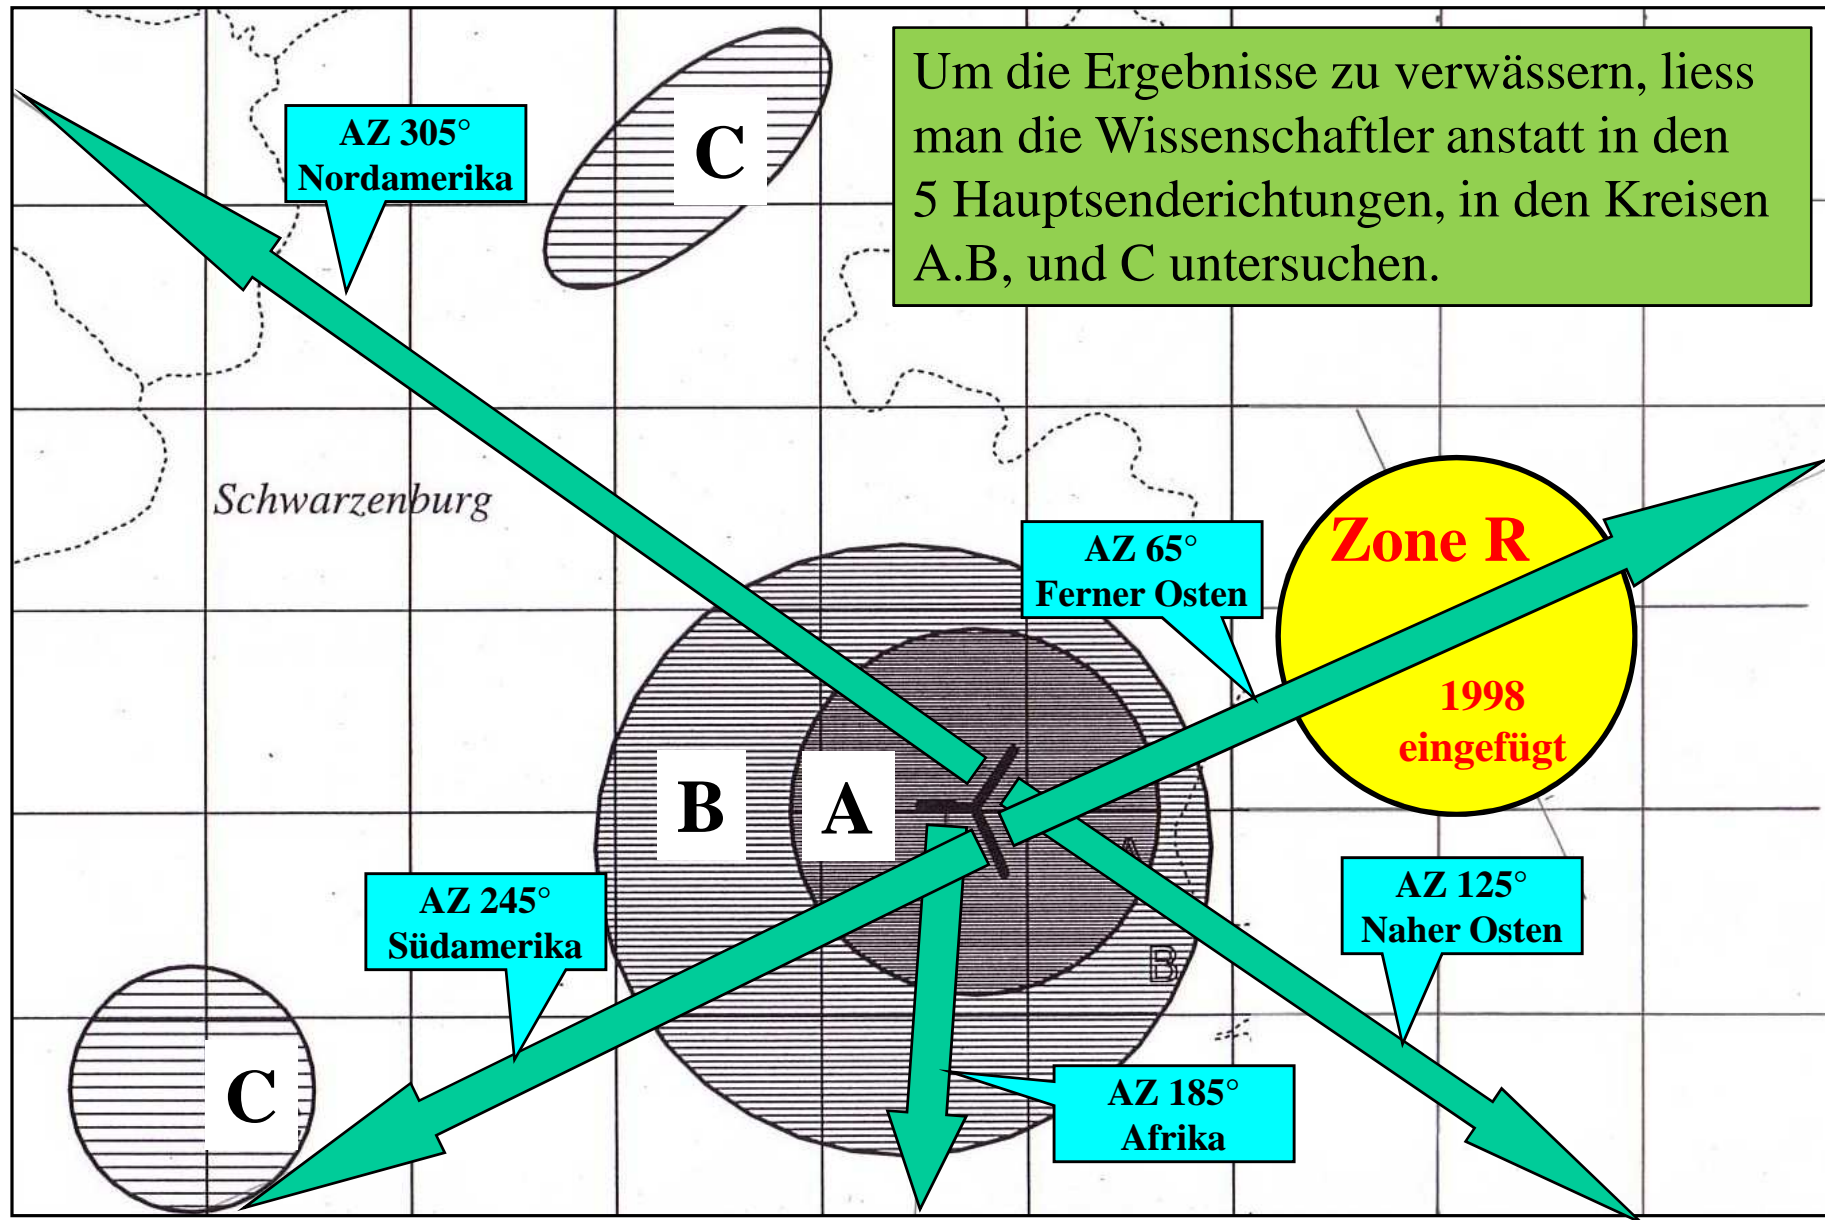 Um die Ergebnisse zu verwässern, liess
man die Wissenschaftler anstatt in den
5 Hauptsenderichtungen, in den Kreisen
A.B, und C untersuchen.
AZ 305°
Nordamerika
C
Schwarzenburg
AZ 65°
Ferner Osten
Zone R
1998
eingefügt
B
A
A
B
AZ 245°
Südamerika
AZ 125°
Naher Osten
C
AZ 185°
Afrika